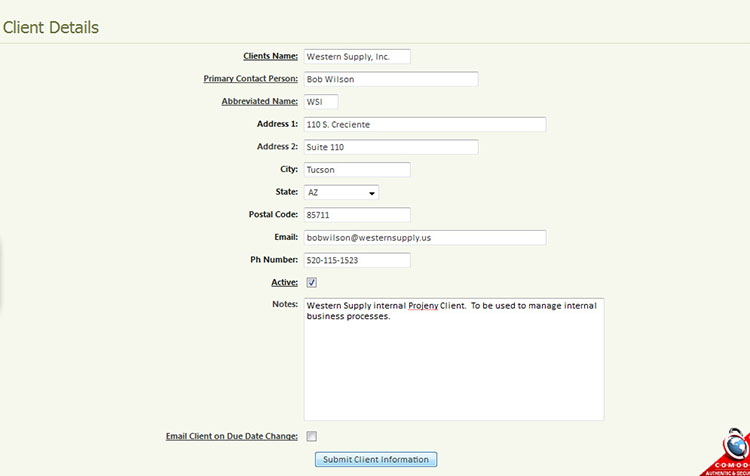 Client Details
Clients Name: Western Supply, Inc.
Primary Contact Person: Bob Wilson
Abbreviated Name: WSI
Address 1: 110 S. Creciente
Address 2: Suite 110
City: Tucson
State: AZ
Postal Code: 85711
Email: bobwilson@westernsupply.us
Ph Number: 520-115-1523
Active:
Notes: Western Supply internal Projeny Client. To be used to manage internal
business processes.
Email Client on Due Date Change:
Submit Client Information